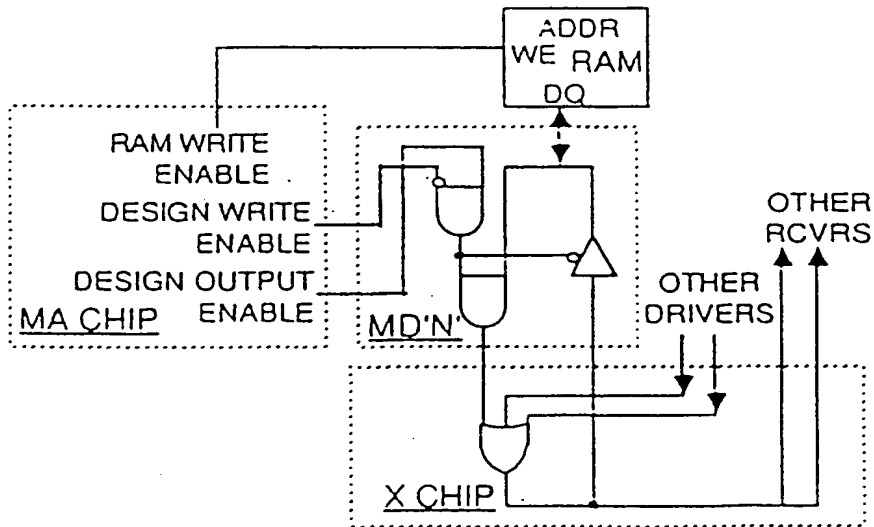 ADDR
WE RAM
DQ
RAM WRITE
ENABLE
DESIGN WRITE
ENABLE
DESIGN OUTPUT
ENABLE
MA CHIP
MD'N'
OTHER
RCVRS
OTHER
DRIVERS
X CHIP